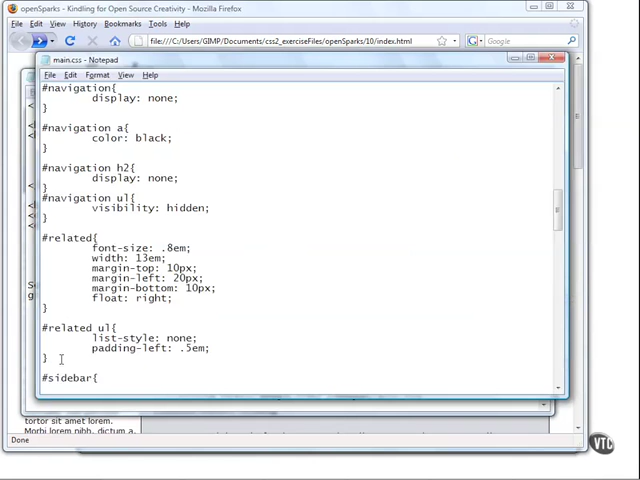 openSparks - Kindling for Open Source Creativity - Mozilla Firefox
File Edit View History Bookmarks Tools Help
file:///C:/Users/GIMP/Documents/css2_exerciseFiles/openSparks/10/index.html
Google
main.css - Notepad
File Edit Format View Help
#navigation{
display: none;
}
#navigation a{
color: black;
}
#navigation h2{
display: none;
}
#navigation ul{
visibility: hidden;
}
#related{
font-size: .8em;
width: 13em;
margin-top: 10px;
margin-left: 20px;
margin-bottom: 10px;
float: right;
}
#related ul{
list-style: none;
padding-left: .5em;
}
#sidebar{
tortor sit amet lorem.
Morbi lorem nibh, dictum a,
Done
VTC